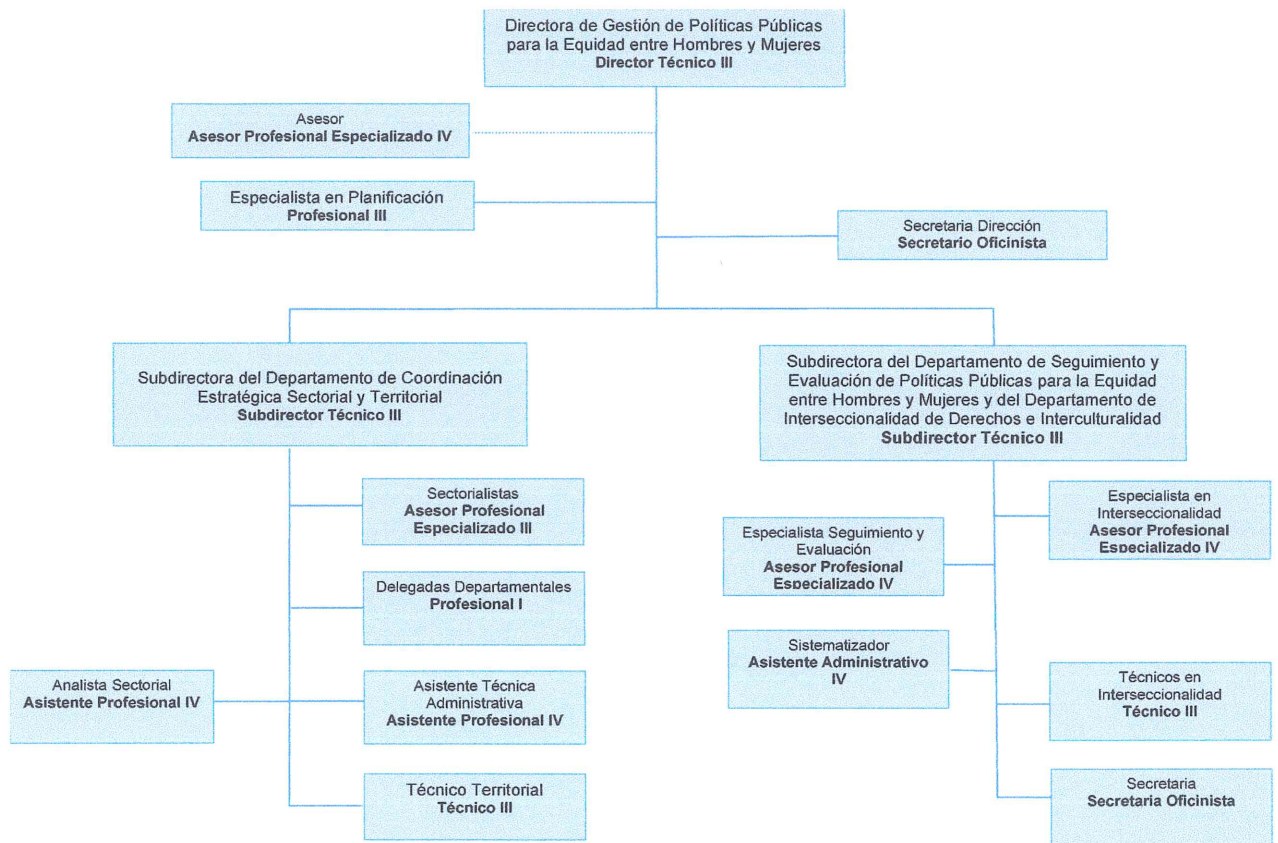 Directora de Gestión de Políticas Públicas
para la Equidad entre Hombres y Mujeres
Director Técnico III
Asesor
Asesor Profesional Especializado IV
Especialista en Planificación
Profesional III
Secretaria Dirección
Secretario Oficinista
Subdirectora del Departamento de Coordinación
Estratégica Sectorial y Territorial
Subdirector Técnico III
Subdirectora del Departamento de Seguimiento y
Evaluación de Políticas Públicas para la Equidad
entre Hombres y Mujeres y del Departamento de
Interseccionalidad de Derechos e Interculturalidad
Subdirector Técnico III
Sectorialistas
Asesor Profesional
Especializado III
Delegadas Departamentales
Profesional I
Analista Sectorial
Asistente Profesional IV
Asistente Técnica
Administrativa
Asistente Profesional IV
Técnico Territorial
Técnico III
Especialista Seguimiento y
Evaluación
Asesor Profesional
Especializado IV
Especialista en
Interseccionalidad
Asesor Profesional
Especializado IV
Sistematizador
Asistente Administrativo
IV
Técnicos en
Interseccionalidad
Técnico III
Secretaria
Secretaria Oficinista